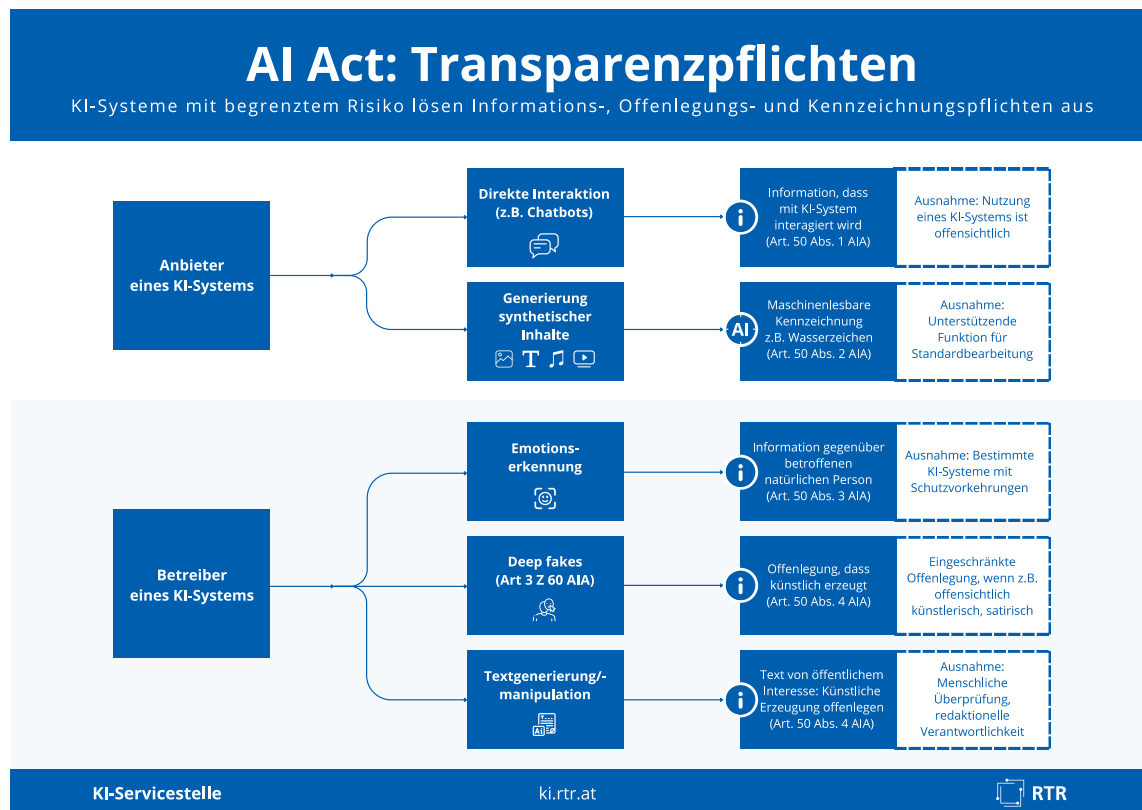 AI Act: Transparenzpflichten
KI-Systeme mit begrenztem Risiko lösen Informations-, Offenlegungs- und Kennzeichnungspflichten aus
Anbieter
eines KI-Systems
Direkte Interaktion
(z.B. Chatbots)
Information, dass
mit KI-System
interagiert wird
(Art. 50 Abs. 1 AIA)
Ausnahme: Nutzung
eines KI-Systems ist
offensichtlich
Generierung
synthetischer
Inhalte
T
AI
Maschinenlesbare
Kennzeichnung
z.B. Wasserzeichen
(Art. 50 Abs. 2 AIA)
Ausnahme:
Unterstützende
Funktion für
Standardbearbeitung
Betreiber
eines KI-Systems
Emotions-
erkennung
Information gegenüber
betroffenen
natürlichen Person
(Art. 50 Abs. 3 AIA)
Ausnahme: Bestimmte
KI-Systeme mit
Schutzvorkehrungen
Deep fakes
(Art 3 Z 60 AIA)
Offenlegung, dass
künstlich erzeugt
(Art. 50 Abs. 4 AIA)
Eingeschränkte
Offenlegung, wenn z.B.
offensichtlich
künstlerisch, satirisch
Textgenerierung/-
manipulation
Ai
Text von öffentlichem
Interesse: Künstliche
Erzeugung offenlegen
(Art. 50 Abs. 4 AIA)
Ausnahme:
Menschliche
Überprüfung,
redaktionelle
Verantwortlichkeit
KI-Servicestelle
ki.rtr.at
RTR